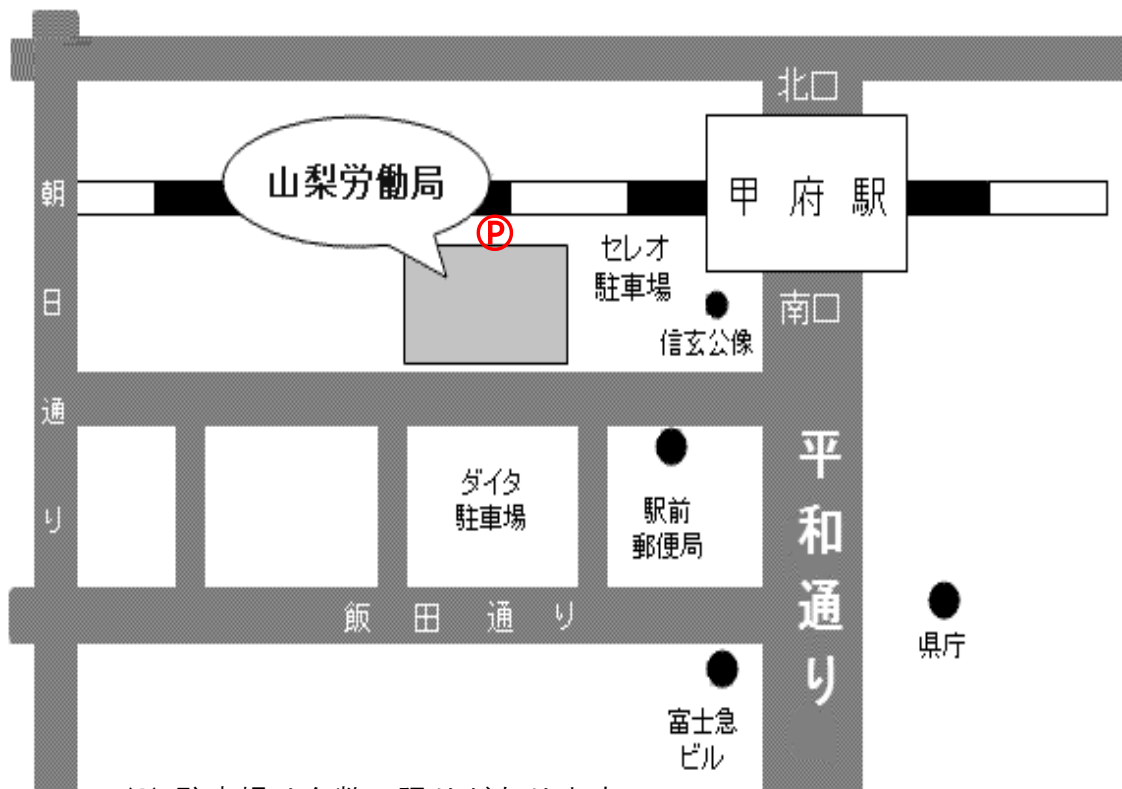 北口
山梨労働局
甲府駅
Ⓟ
セレオ
駐車場
南口
信玄公像
朝日通り
平和通り
ダイタ
駐車場
駅前
郵便局
飯田通り
県庁
富士急
ビル